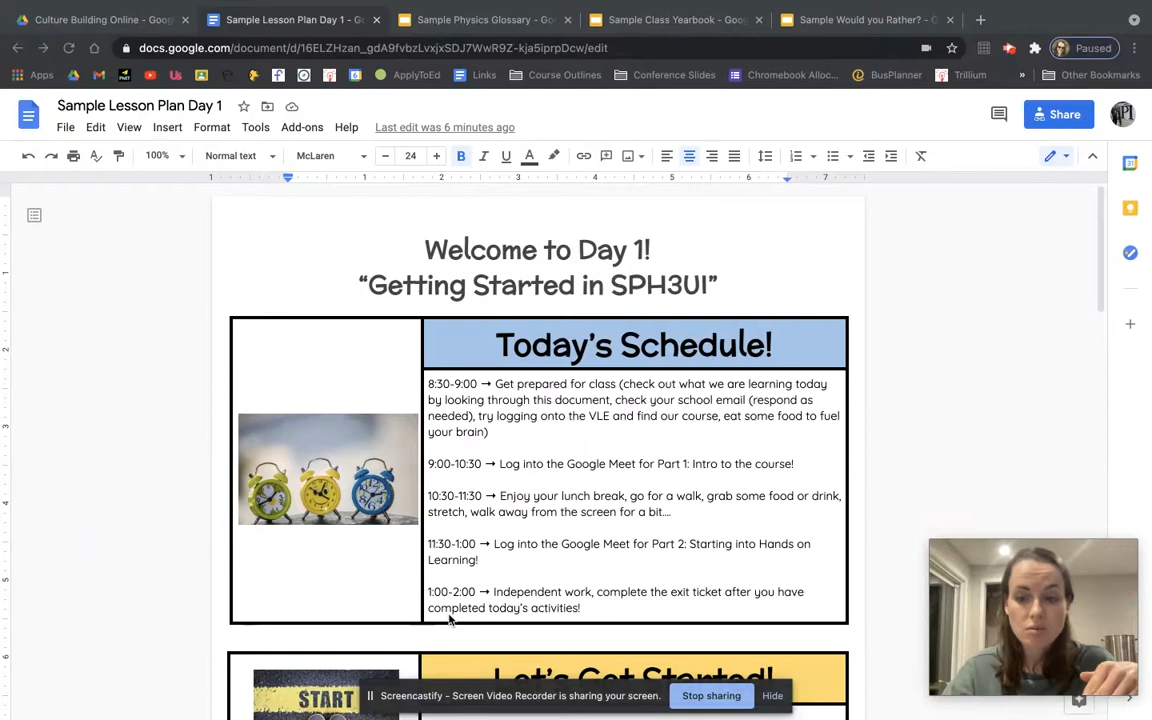 Culture Building Online - Goog
Sample Lesson Plan Day 1 - G
Sample Physics Glossary - Go
Sample Class Yearbook - Goo
Sample Would you Rather? - G
docs.google.com/document/d/16ELZHzan_gdA9fvbzLvxjxSDJ7WwR9Z-kja5iprpDcw/edit
Paused
Apps
ApplyToEd
Links
Course Outlines
Conference Slides
Chromebook Alloc...
BusPlanner
Trillium
»
Other Bookmarks
Sample Lesson Plan Day 1
File Edit View Insert Format Tools Add-ons Help Last edit was 6 minutes ago
Share
100% Normal text McLaren 24
1 1 2 3 4 5 6 7
Welcome to Day 1!
“Getting Started in SPH3UI”
Today’s Schedule!
8:30-9:00 → Get prepared for class (check out what we are learning today
by looking through this document, check your school email (respond as
needed), try logging onto the VLE and find our course, eat some food to fuel
your brain)
9:00-10:30 → Log into the Google Meet for Part 1: Intro to the course!
10:30-11:30 → Enjoy your lunch break, go for a walk, grab some food or drink,
stretch, walk away from the screen for a bit....
11:30-1:00 → Log into the Google Meet for Part 2: Starting into Hands on
Learning!
1:00-2:00 → Independent work, complete the exit ticket after you have
completed today’s activities!
START
Let’s Get Started!
Screencastify - Screen Video Recorder is sharing your screen.
Stop sharing
Hide